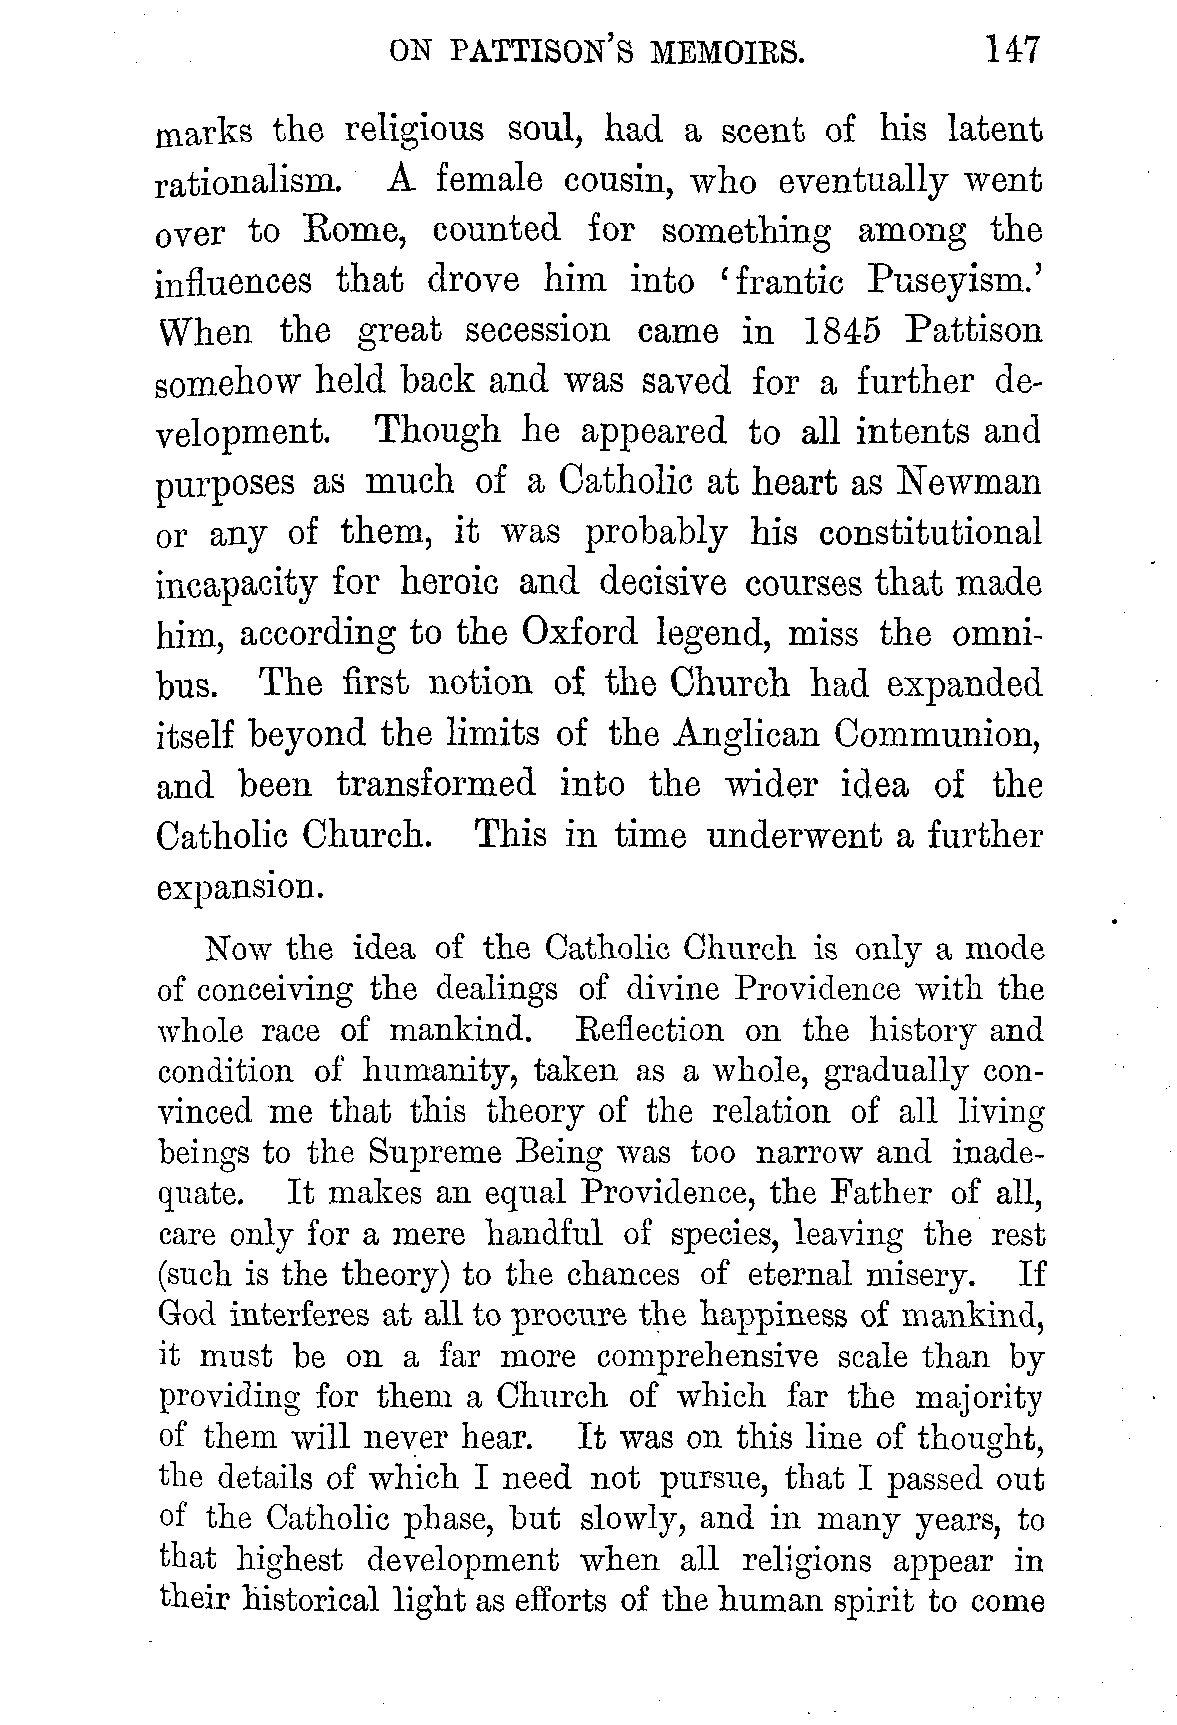 ON PATTISON'S MEMOIRS. 147
marks the religious soul, had a scent of his latent
rationalism. A female cousin, who eventually went
over to Rome, counted for something among the
influences that drove him into ‘frantic Puseyism.’
When the great secession came in 1845 Pattison
somehow held back and was saved for a further de-
velopment. Though he appeared to all intents and
purposes as much of a Catholic at heart as Newman
or any of them, it was probably his constitutional
incapacity for heroic and decisive courses that made
him, according to the Oxford legend, miss the omni-
bus. The first notion of the Church had expanded
itself beyond the limits of the Anglican Communion,
and been transformed into the wider idea of the
Catholic Church. This in time underwent a further
expansion.
Now the idea of the Catholic Church is only a mode
of conceiving the dealings of divine Providence with the
whole race of mankind. Reflection on the history and
condition of humanity, taken as a whole, gradually con-
vinced me that this theory of the relation of all living
beings to the Supreme Being was too narrow and inade-
quate. It makes an equal Providence, the Father of all,
care only for a mere handful of species, leaving the rest
(such is the theory) to the chances of eternal misery. If
God interferes at all to procure the happiness of mankind,
it must be on a far more comprehensive scale than by
providing for them a Church of which far the majority
of them will never hear. It was on this line of thought,
the details of which I need not pursue, that I passed out
of the Catholic phase, but slowly, and in many years, to
that highest development when all religions appear in
their historical light as efforts of the human spirit to come